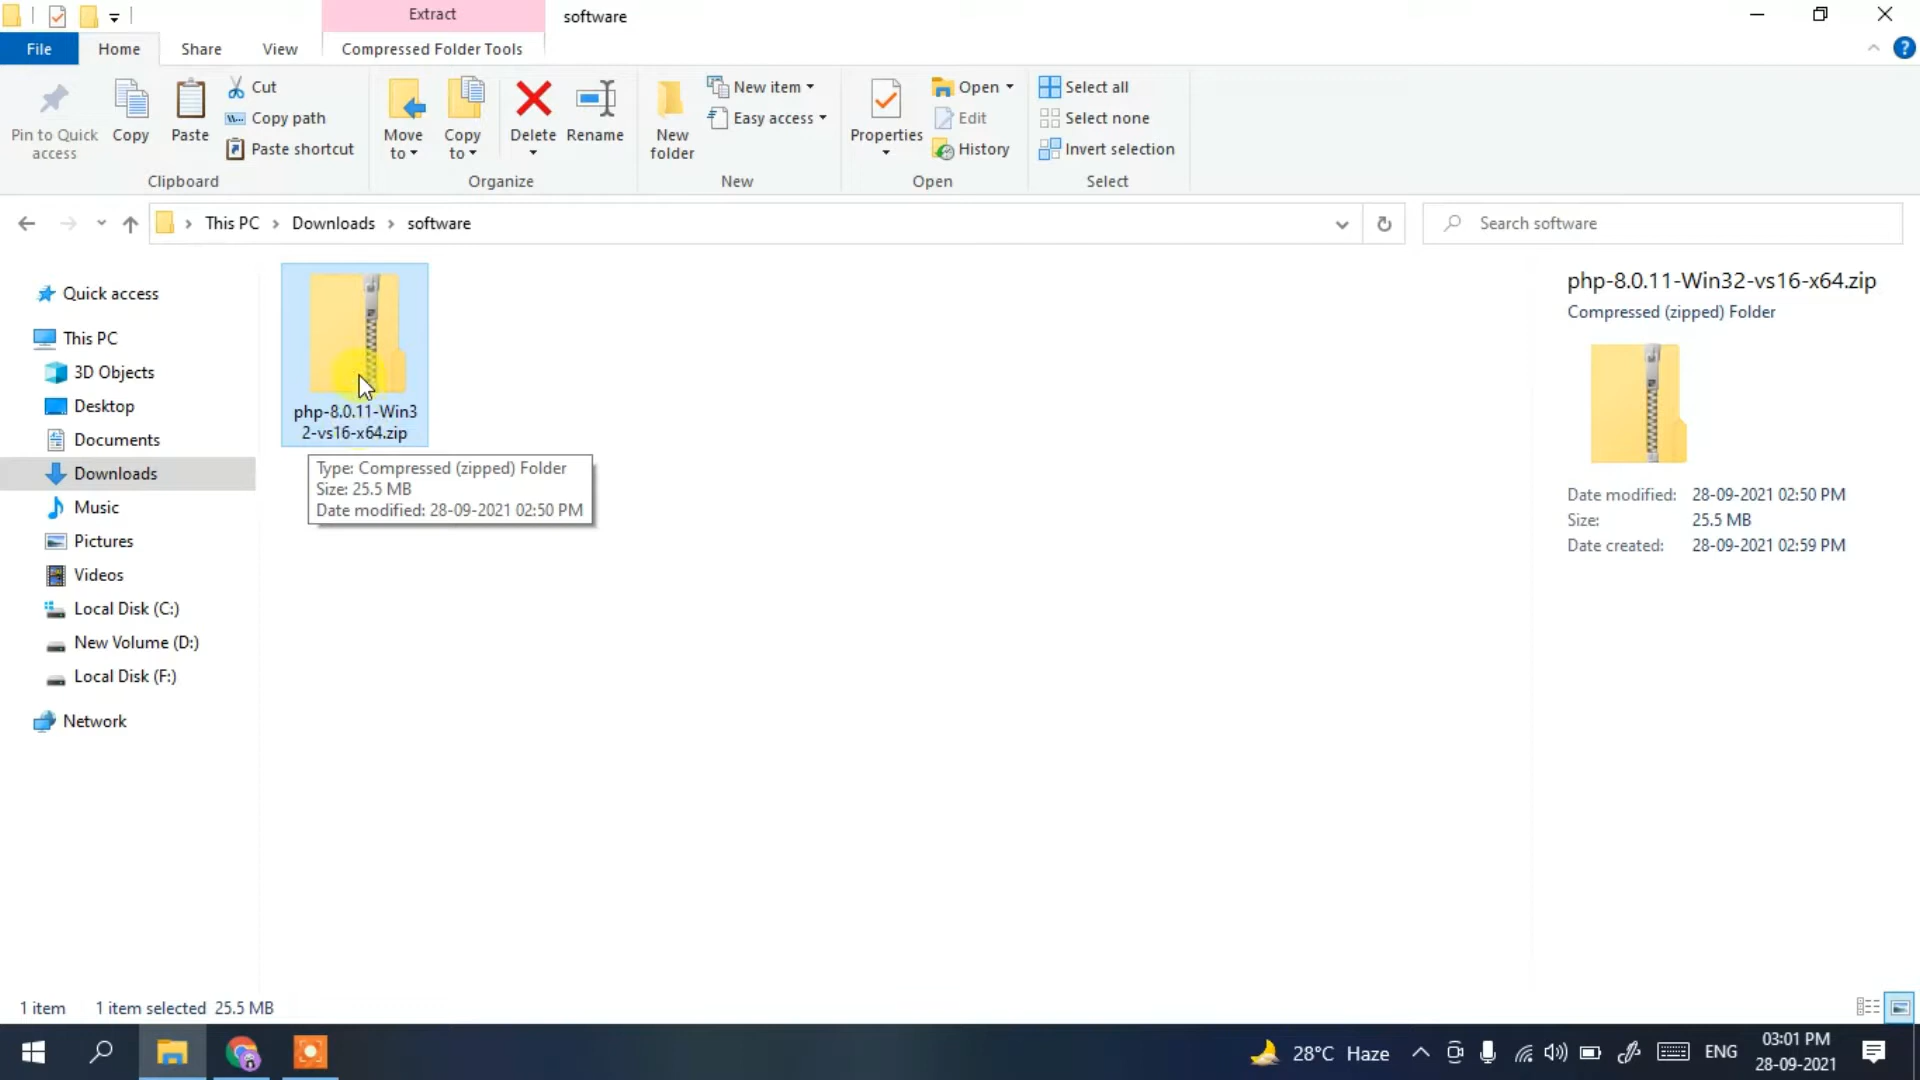 Extract
software
File
Home
Share
View
Compressed Folder Tools
Pin to Quick
access
Copy
Paste
Cut
Copy path
Paste shortcut
Clipboard
Move
to
Copy
to
Delete
Rename
Organize
New
folder
New item
Easy access
New
Properties
Open
Edit
History
Open
Select all
Select none
Invert selection
Select
This PC
Downloads
software
Search software
Quick access
This PC
3D Objects
Desktop
Documents
Downloads
Music
Pictures
Videos
Local Disk (C:)
New Volume (D:)
Local Disk (F:)
Network
php-8.0.11-Win3
2-vs16-x64.zip
Type: Compressed (zipped) Folder
Size: 25.5 MB
Date modified: 28-09-2021 02:50 PM
php-8.0.11-Win32-vs16-x64.zip
Compressed (zipped) Folder
Date modified: 28-09-2021 02:50 PM
Size: 25.5 MB
Date created: 28-09-2021 02:59 PM
1 item 1 item selected 25.5 MB
28°C Haze
ENG
03:01 PM
28-09-2021